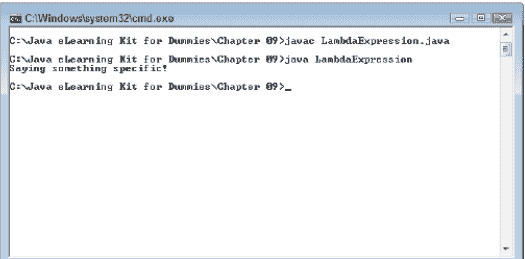 C:\Windows\system32\cmd.exe
C:\Java eLearning Kit for Dummies\Chapter 09>javac LambdaExpression.java
C:\Java eLearning Kit for Dummies\Chapter 09>java LambdaExpression
Saying something specific!
C:\Java eLearning Kit for Dummies\Chapter 09>_